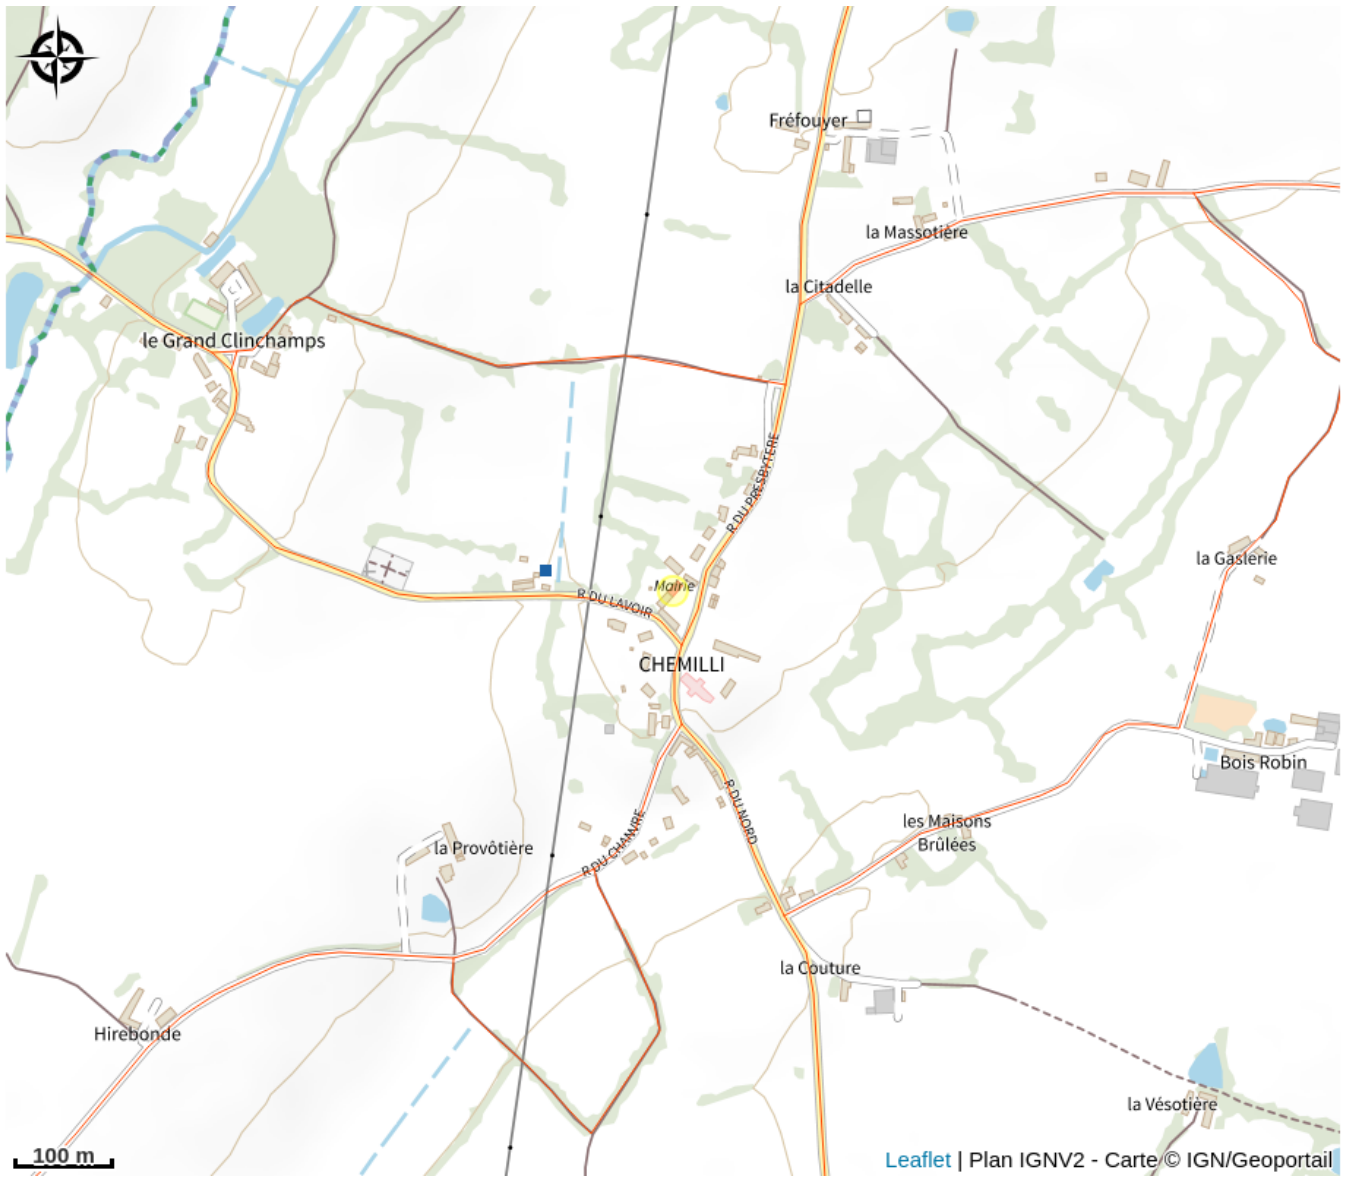 Fréfouyer
la Massotière
la Citadelle
le Grand Clinchamps
R DU PRESBYTERE
la Gaslerie
Mairie
R DU LAVOIR
CHEMILLI
Bois Robin
R DU NORD
les Maisons
Brûlées
R DU CHANVRE
la Provôtière
la Couture
Hirebonde
la Vésotière
100 m
Leaflet | Plan IGNV2 - Carte © IGN/Geoportail